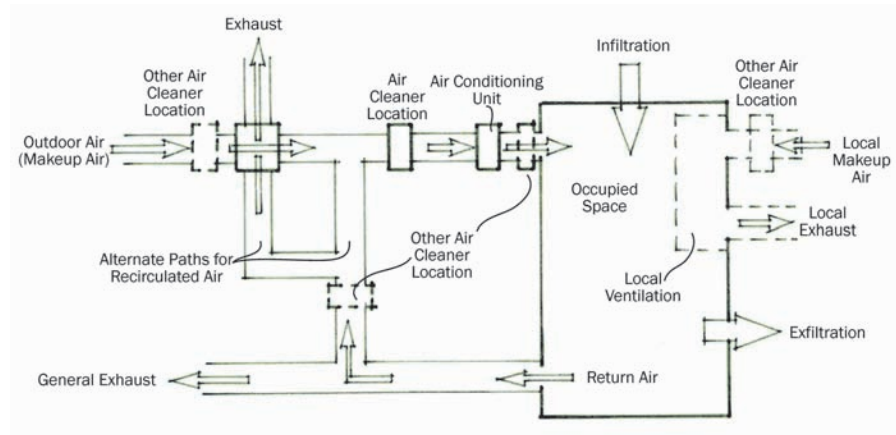 Exhaust
Other Air
Cleaner
Location
Air
Cleaner
Location
Air Conditioning
Unit
Infiltration
Other Air
Cleaner
Location
Outdoor Air
(Makeup Air)
Local
Makeup
Air
Occupied
Space
Local
Exhaust
Alternate Paths for
Recirculated Air
Other Air
Cleaner
Location
Local
Ventilation
Exfiltration
General Exhaust
Return Air